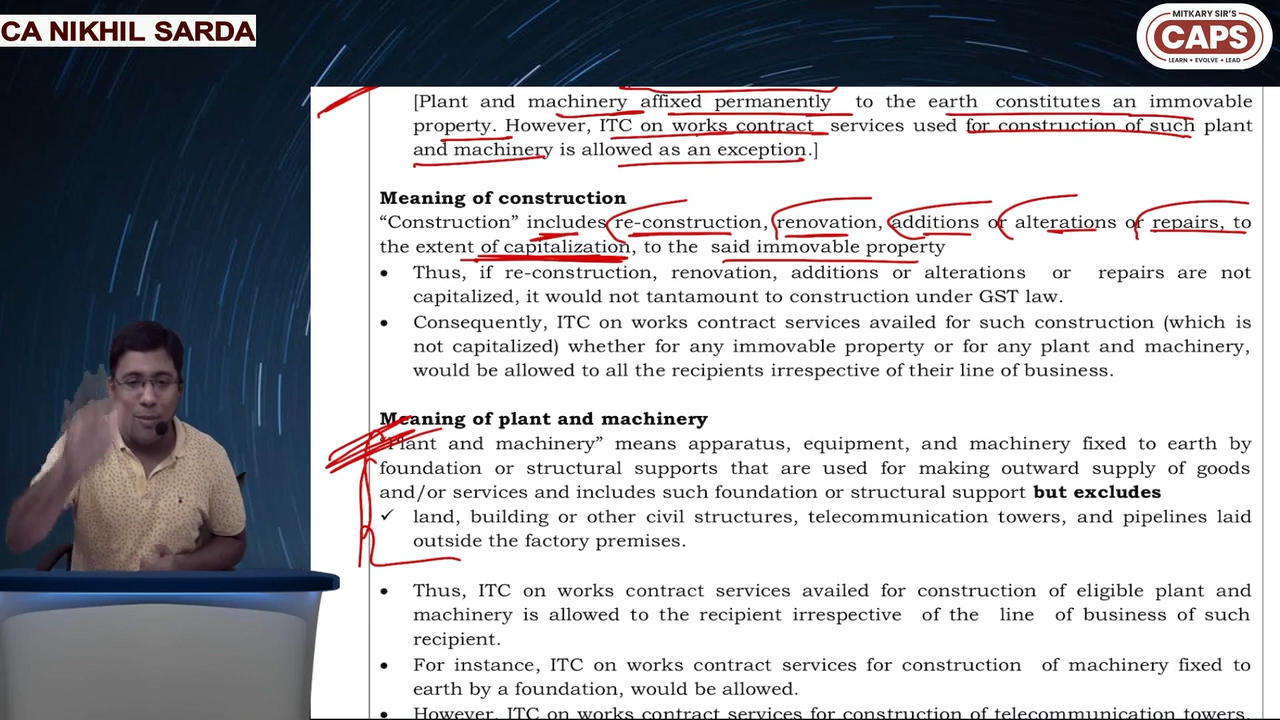 CA NIKHIL SARDA
MITKARY SIR'S
CAPS
LEARN • EVOLVE • LEAD
[Plant and machinery affixed permanently to the earth constitutes an immovable
property. However, ITC on works contract services used for construction of such plant
and machinery is allowed as an exception.]
Meaning of construction
“Construction” includes re-construction, renovation, additions or alterations or repairs, to
the extent of capitalization, to the said immovable property
• Thus, if re-construction, renovation, additions or alterations or repairs are not
capitalized, it would not tantamount to construction under GST law.
• Consequently, ITC on works contract services availed for such construction (which is
not capitalized) whether for any immovable property or for any plant and machinery,
would be allowed to all the recipients irrespective of their line of business.
Meaning of plant and machinery
“Plant and machinery” means apparatus, equipment, and machinery fixed to earth by
foundation or structural supports that are used for making outward supply of goods
and/or services and includes such foundation or structural support but excludes
✓ land, building or other civil structures, telecommunication towers, and pipelines laid
outside the factory premises.
• Thus, ITC on works contract services availed for construction of eligible plant and
machinery is allowed to the recipient irrespective of the line of business of such
recipient.
• For instance, ITC on works contract services for construction of machinery fixed to
earth by a foundation, would be allowed.
• However, ITC on works contract services for construction of telecommunication towers,